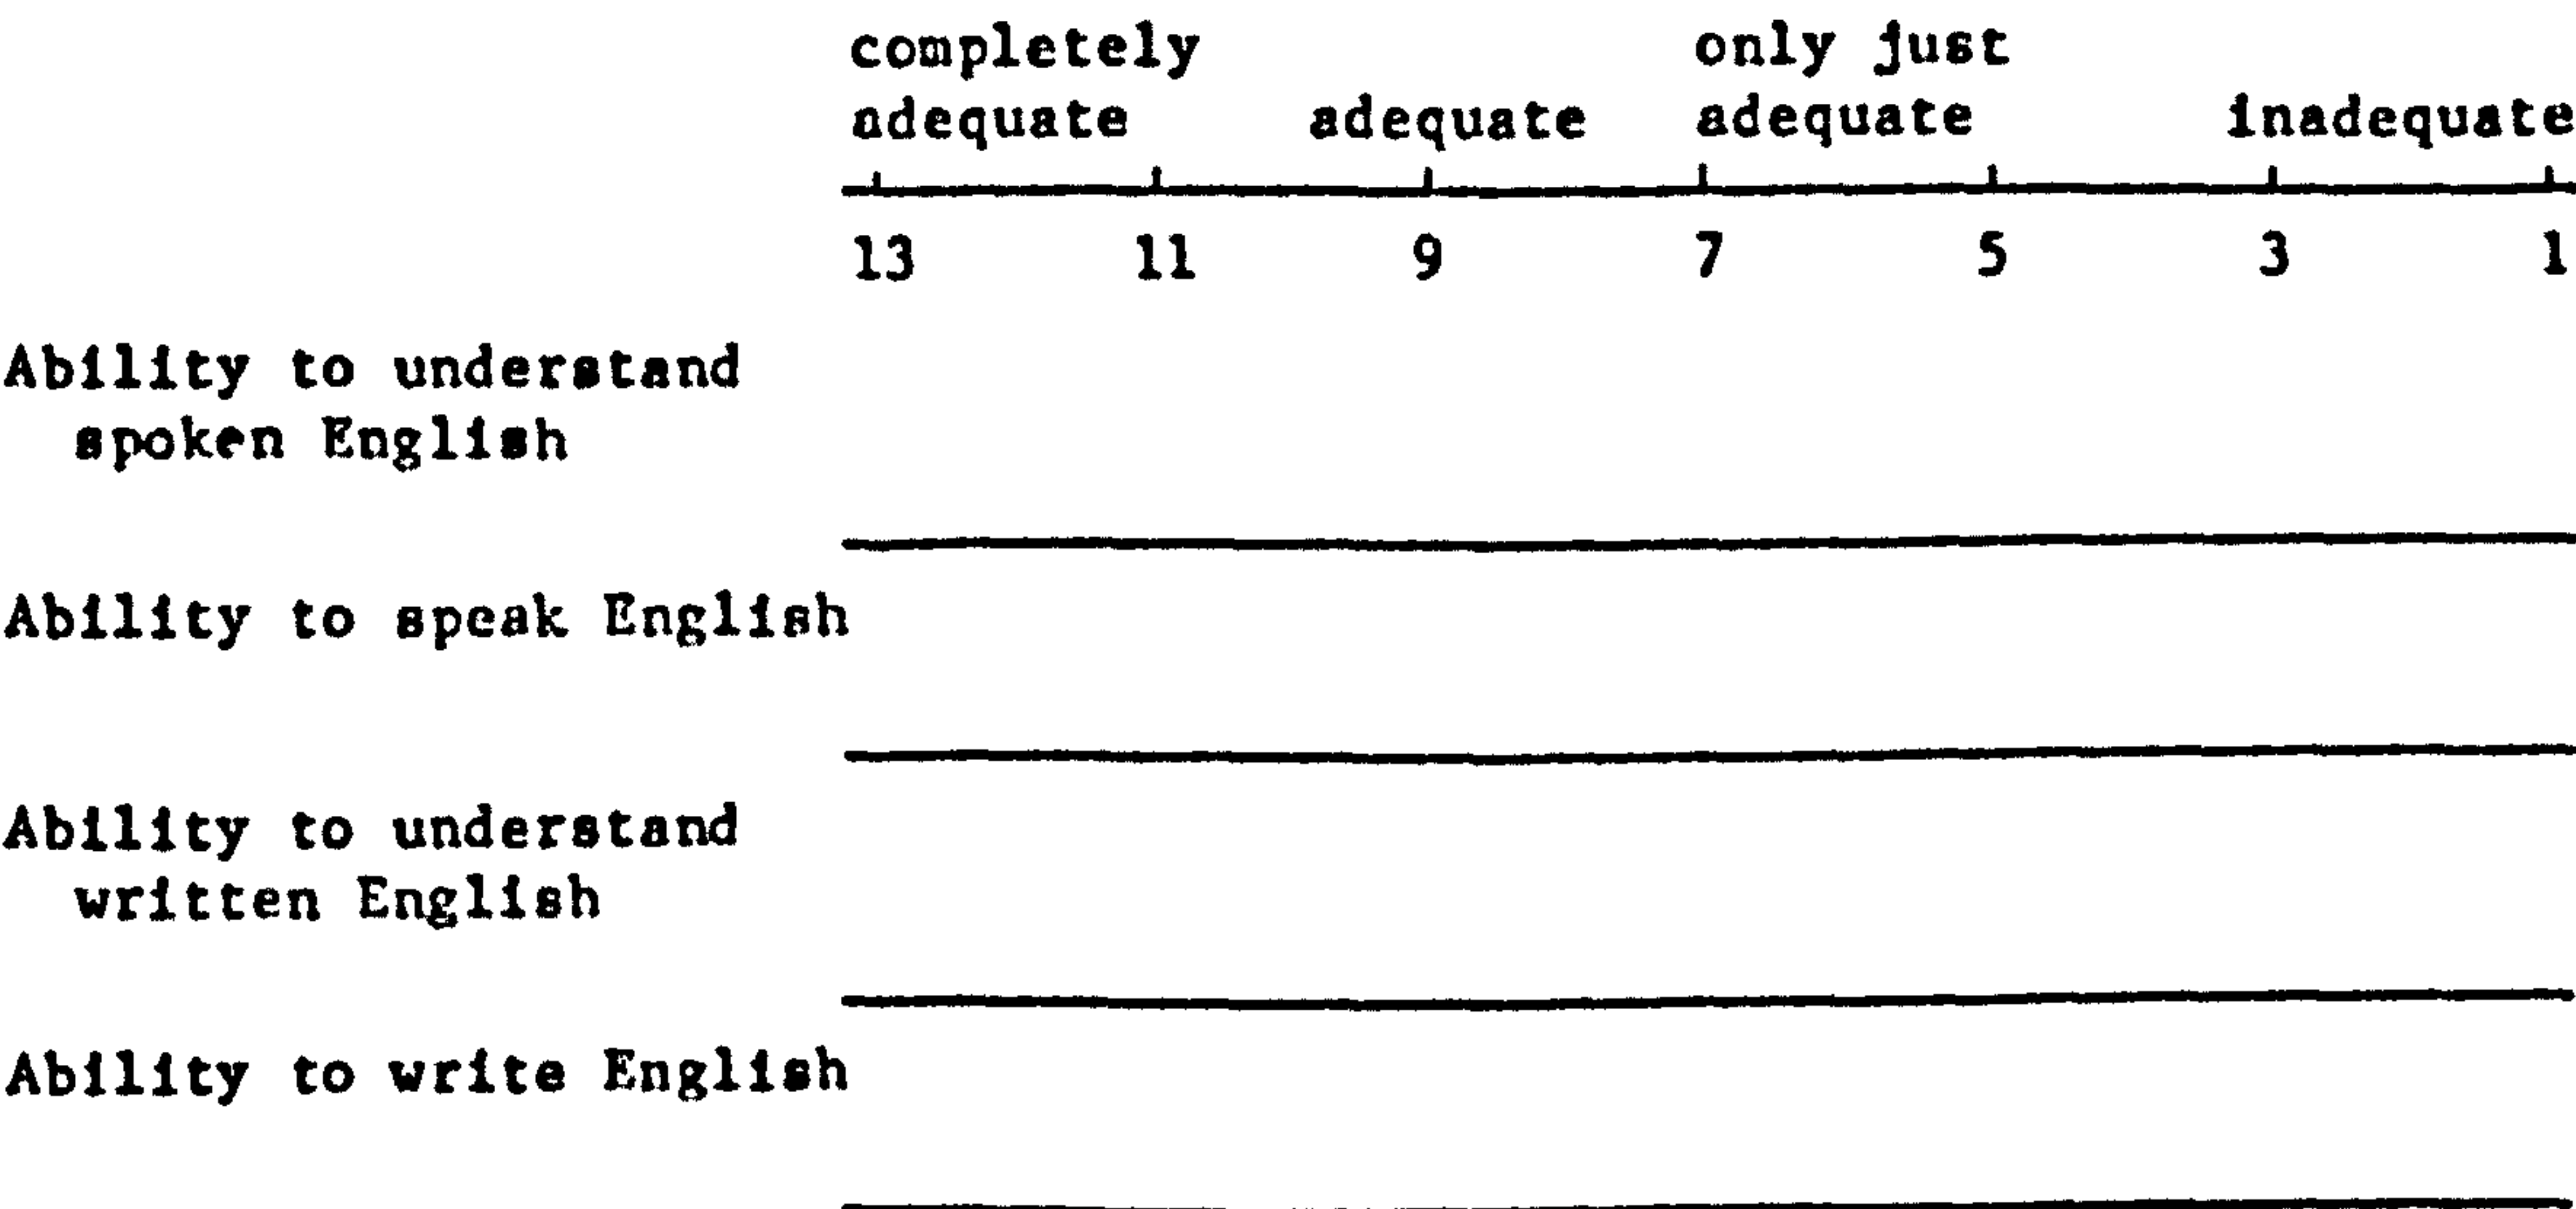 completely only just
adequate adequate adequate inadequate
13 11 9 7 5 3 1
Ability to understand
spoken English
Ability to speak English
Ability to understand
written English
Ability to write English